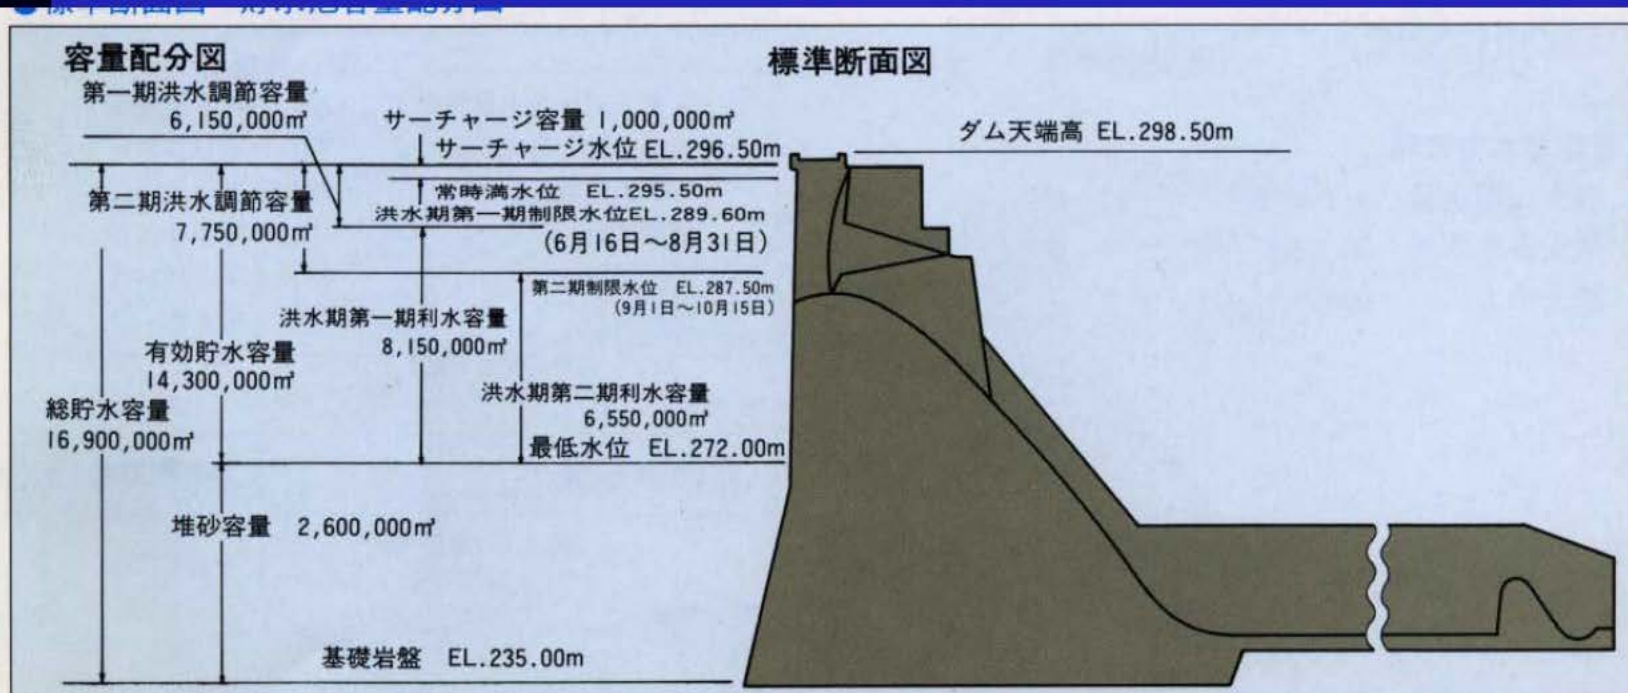 容量配分図
標準断面図
第一期洪水調節容量
6,150,000㎥
サーチャージ容量 1,000,000㎥
サーチャージ水位 EL.296.50m
ダム天端高 EL.298.50m
常時満水位 EL.295.50m
第二期洪水調節容量
7,750,000㎥
洪水期第一期制限水位EL.289.60m
(6月16日〜8月31日)
第二期制限水位 EL.287.50m
(9月1日〜10月15日)
洪水期第一期利水容量
8,150,000㎥
有効貯水容量
14,300,000㎥
洪水期第二期利水容量
6,550,000㎥
総貯水容量
16,900,000㎥
最低水位 EL.272.00m
堆砂容量 2,600,000㎥
基礎岩盤 EL.235.00m